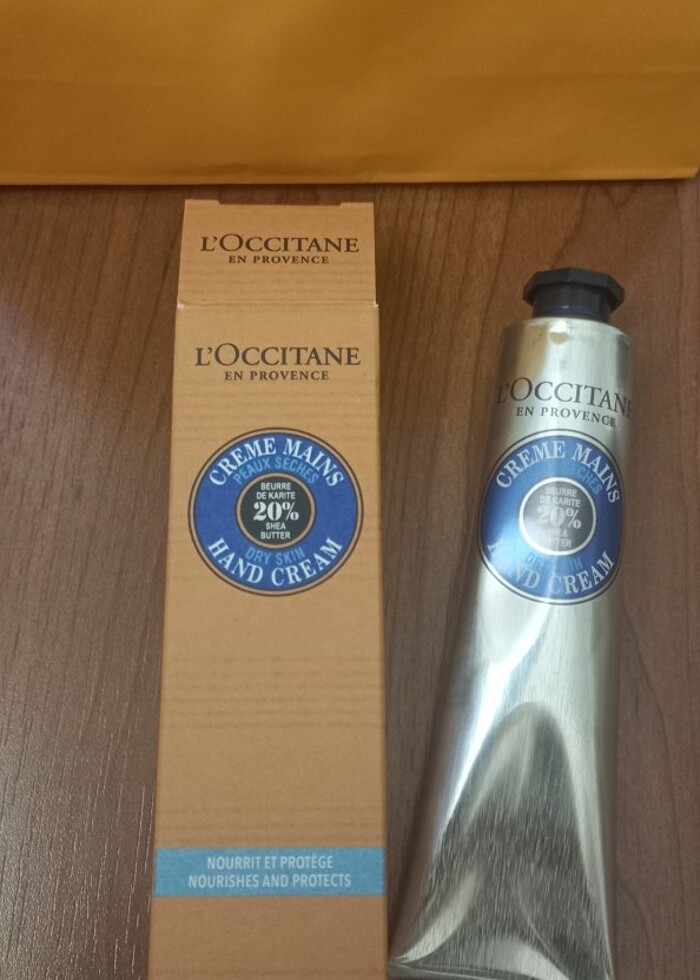 L'OCCITANE
EN PROVENCE
L'OCCITANE
EN PROVENCE
CREME MAINS
PEAUX SECHES
BEURRE
DE KARITE
20%
SHEA
BUTTER
DRY SKIN
HAND CREAM
NOURRIT ET PROTÈGE
NOURISHES AND PROTECTS
L'OCCITANE
EN PROVENCE
CREME MAINS
SECHES
BEURRE
DE KARITE
20%
SHEA
BUTTER
DRY SKIN
HAND CREAM